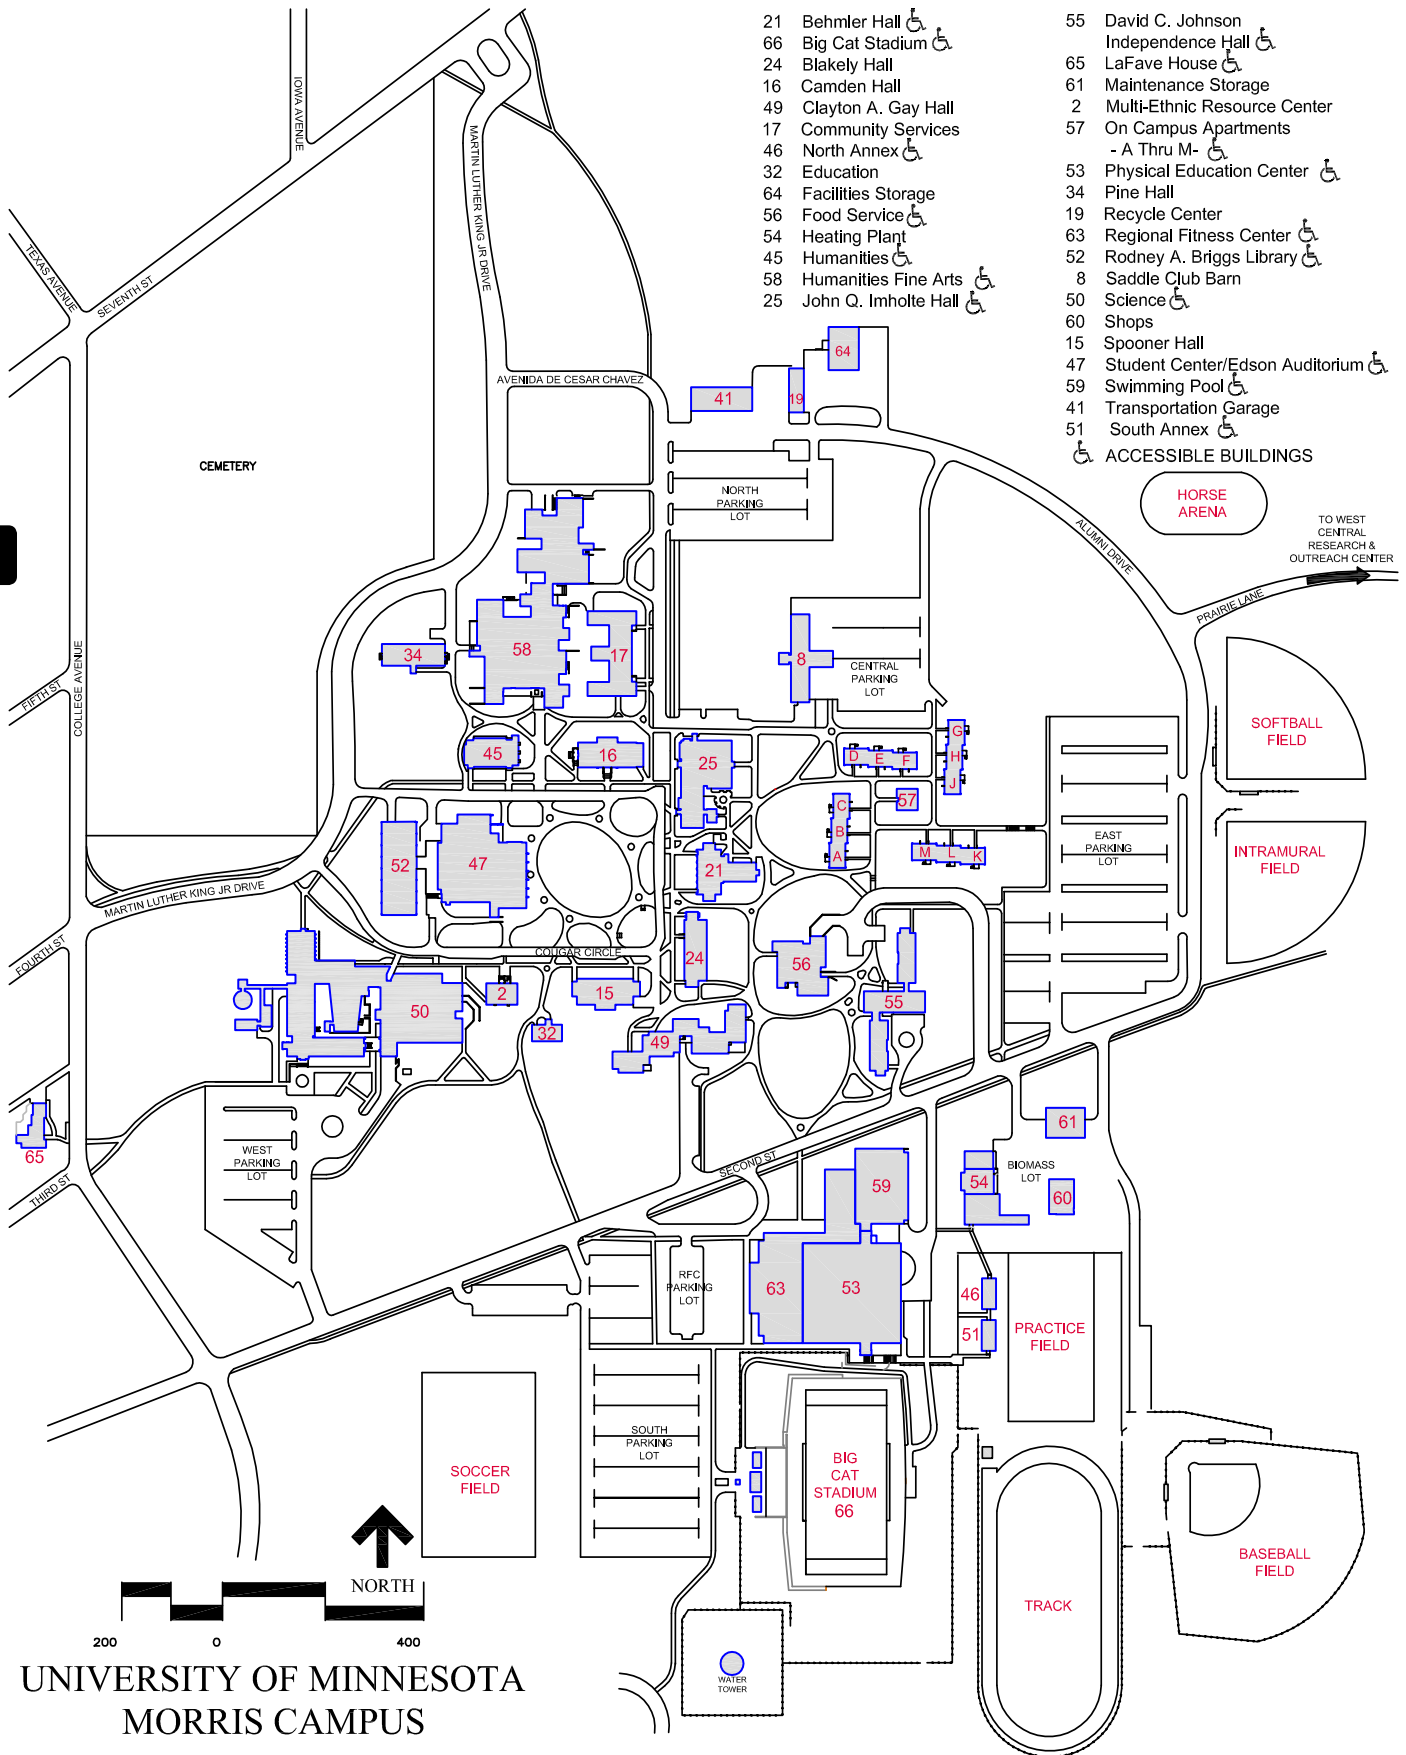 21 Behmler Hall
66 Big Cat Stadium
24 Blakely Hall
16 Camden Hall
49 Clayton A. Gay Hall
17 Community Services
46 North Annex
32 Education
64 Facilities Storage
56 Food Service
54 Heating Plant
45 Humanities
58 Humanities Fine Arts
25 John Q. Imholte Hall
55 David C. Johnson
Independence Hall
65 LaFave House
61 Maintenance Storage
2 Multi-Ethnic Resource Center
57 On Campus Apartments
- A Thru M-
53 Physical Education Center
34 Pine Hall
19 Recycle Center
63 Regional Fitness Center
52 Rodney A. Briggs Library
8 Saddle Club Barn
50 Science
60 Shops
15 Spooner Hall
47 Student Center/Edson Auditorium
59 Swimming Pool
41 Transportation Garage
51 South Annex
ACCESSIBLE BUILDINGS
IOWA AVENUE
MARTIN LUTHER KING JR DRIVE
TEXAS AVENUE
SEVENTH ST
AVENIDA DE CESAR CHAVEZ
64
41
19
CEMETERY
NORTH
PARKING
LOT
HORSE
ARENA
ALUMNI DRIVE
TO WEST
CENTRAL
RESEARCH &
OUTREACH CENTER
PRAIRIE LANE
COLLEGE AVENUE
FIFTH ST
34
58
17
8
CENTRAL
PARKING
LOT
SOFTBALL
FIELD
45
16
25
D
E
F
G
H
J
57
C
B
A
M
L
K
EAST
PARKING
LOT
INTRAMURAL
FIELD
52
47
21
MARTIN LUTHER KING JR DRIVE
FOURTH ST
COUGAR CIRCLE
24
56
55
50
2
15
32
49
65
WEST
PARKING
LOT
THIRD ST
SECOND ST
61
BIOMASS
LOT
54
60
59
63
53
RFC
PARKING
LOT
46
51
PRACTICE
FIELD
SOUTH
PARKING
LOT
SOCCER
FIELD
BIG
CAT
STADIUM
66
BASEBALL
FIELD
TRACK
WATER
TOWER
NORTH
200
0
400
UNIVERSITY OF MINNESOTA
MORRIS CAMPUS